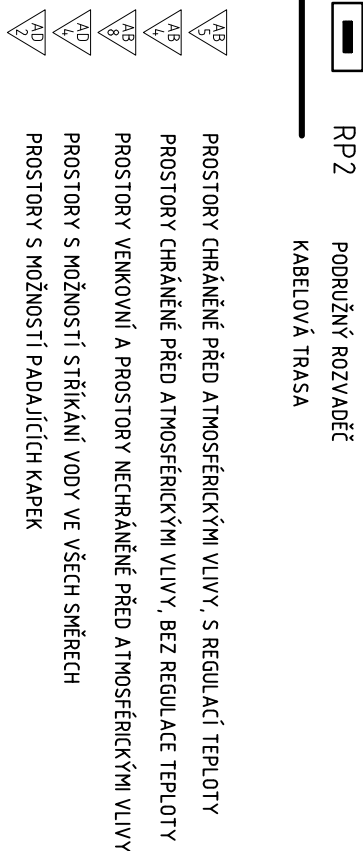 RP2 PODRUŽNÝ ROZVADĚČ
KABELOVÁ TRASA
AB 5 PROSTORY CHRÁNĚNÉ PŘED ATMOSFÉRICKÝMI VLIVY, S REGULACÍ TEPLOTY
AB 4 PROSTORY CHRÁNĚNÉ PŘED ATMOSFÉRICKÝMI VLIVY, BEZ REGULACE TEPLOTY
AB 8 PROSTORY VENKOVNÍ A PROSTORY NECHRÁNĚNÉ PŘED ATMOSFÉRICKÝMI VLIVY
AD 4 PROSTORY S MOŽNOSTÍ STŘÍKÁNÍ VODY VE VŠECH SMĚRECH
AD 2 PROSTORY S MOŽNOSTÍ PADAJÍCÍCH KAPEK